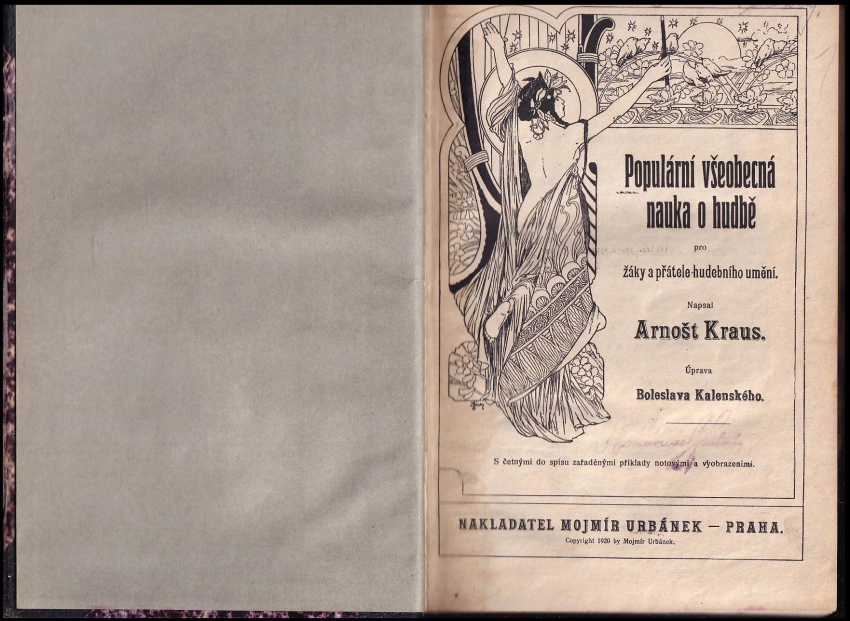 Populární všeobecná
nauka o hudbě
pro
žáky a přátele hudebního umění.
Napsal
Arnošt Kraus.
Úprava
Boleslava Kalenského.
S četnými do spisu zařaděnými příklady notovými a vyobrazeními.
NAKLADATEL MOJMÍR URBÁNEK — PRAHA.
Copyright 1920 by Mojmír Urbánek.